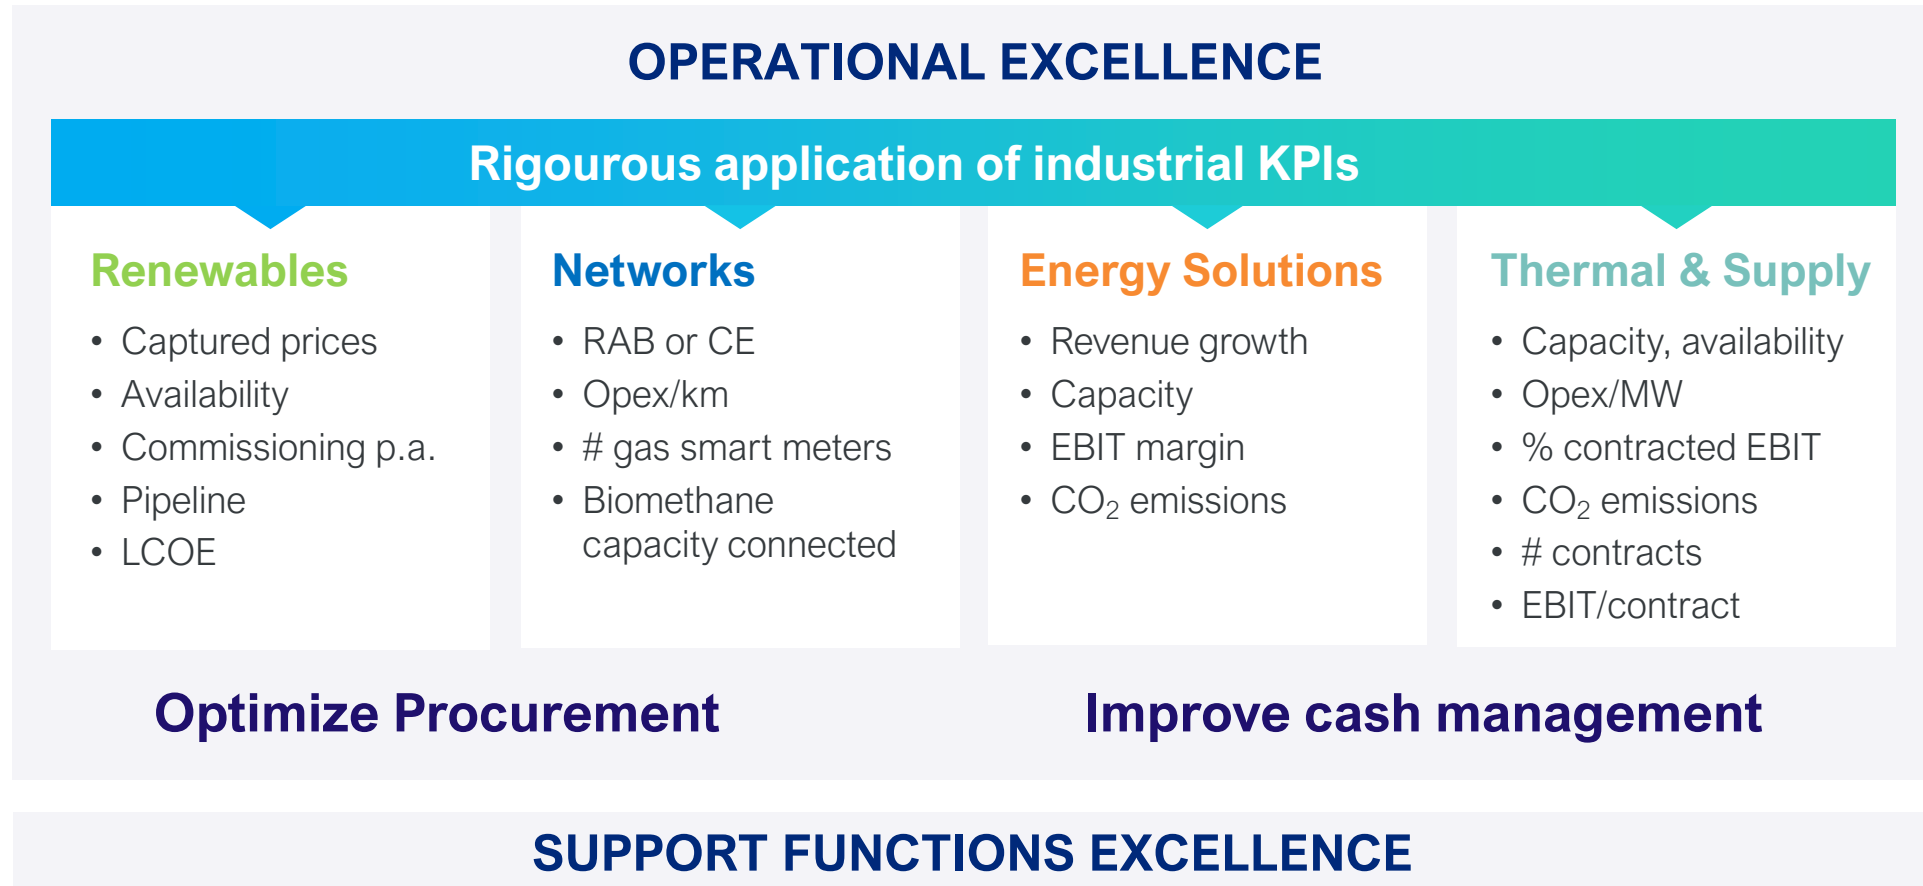 OPERATIONAL EXCELLENCE
Rigourous application of industrial KPIs
Renewables
• Captured prices
• Availability
• Commissioning p.a.
• Pipeline
• LCOE
Networks
• RAB or CE
• Opex/km
• # gas smart meters
• Biomethane
capacity connected
Energy Solutions
• Revenue growth
• Capacity
• EBIT margin
• CO₂ emissions
Thermal & Supply
• Capacity, availability
• Opex/MW
• % contracted EBIT
• CO₂ emissions
• # contracts
• EBIT/contract
Optimize Procurement
Improve cash management
SUPPORT FUNCTIONS EXCELLENCE